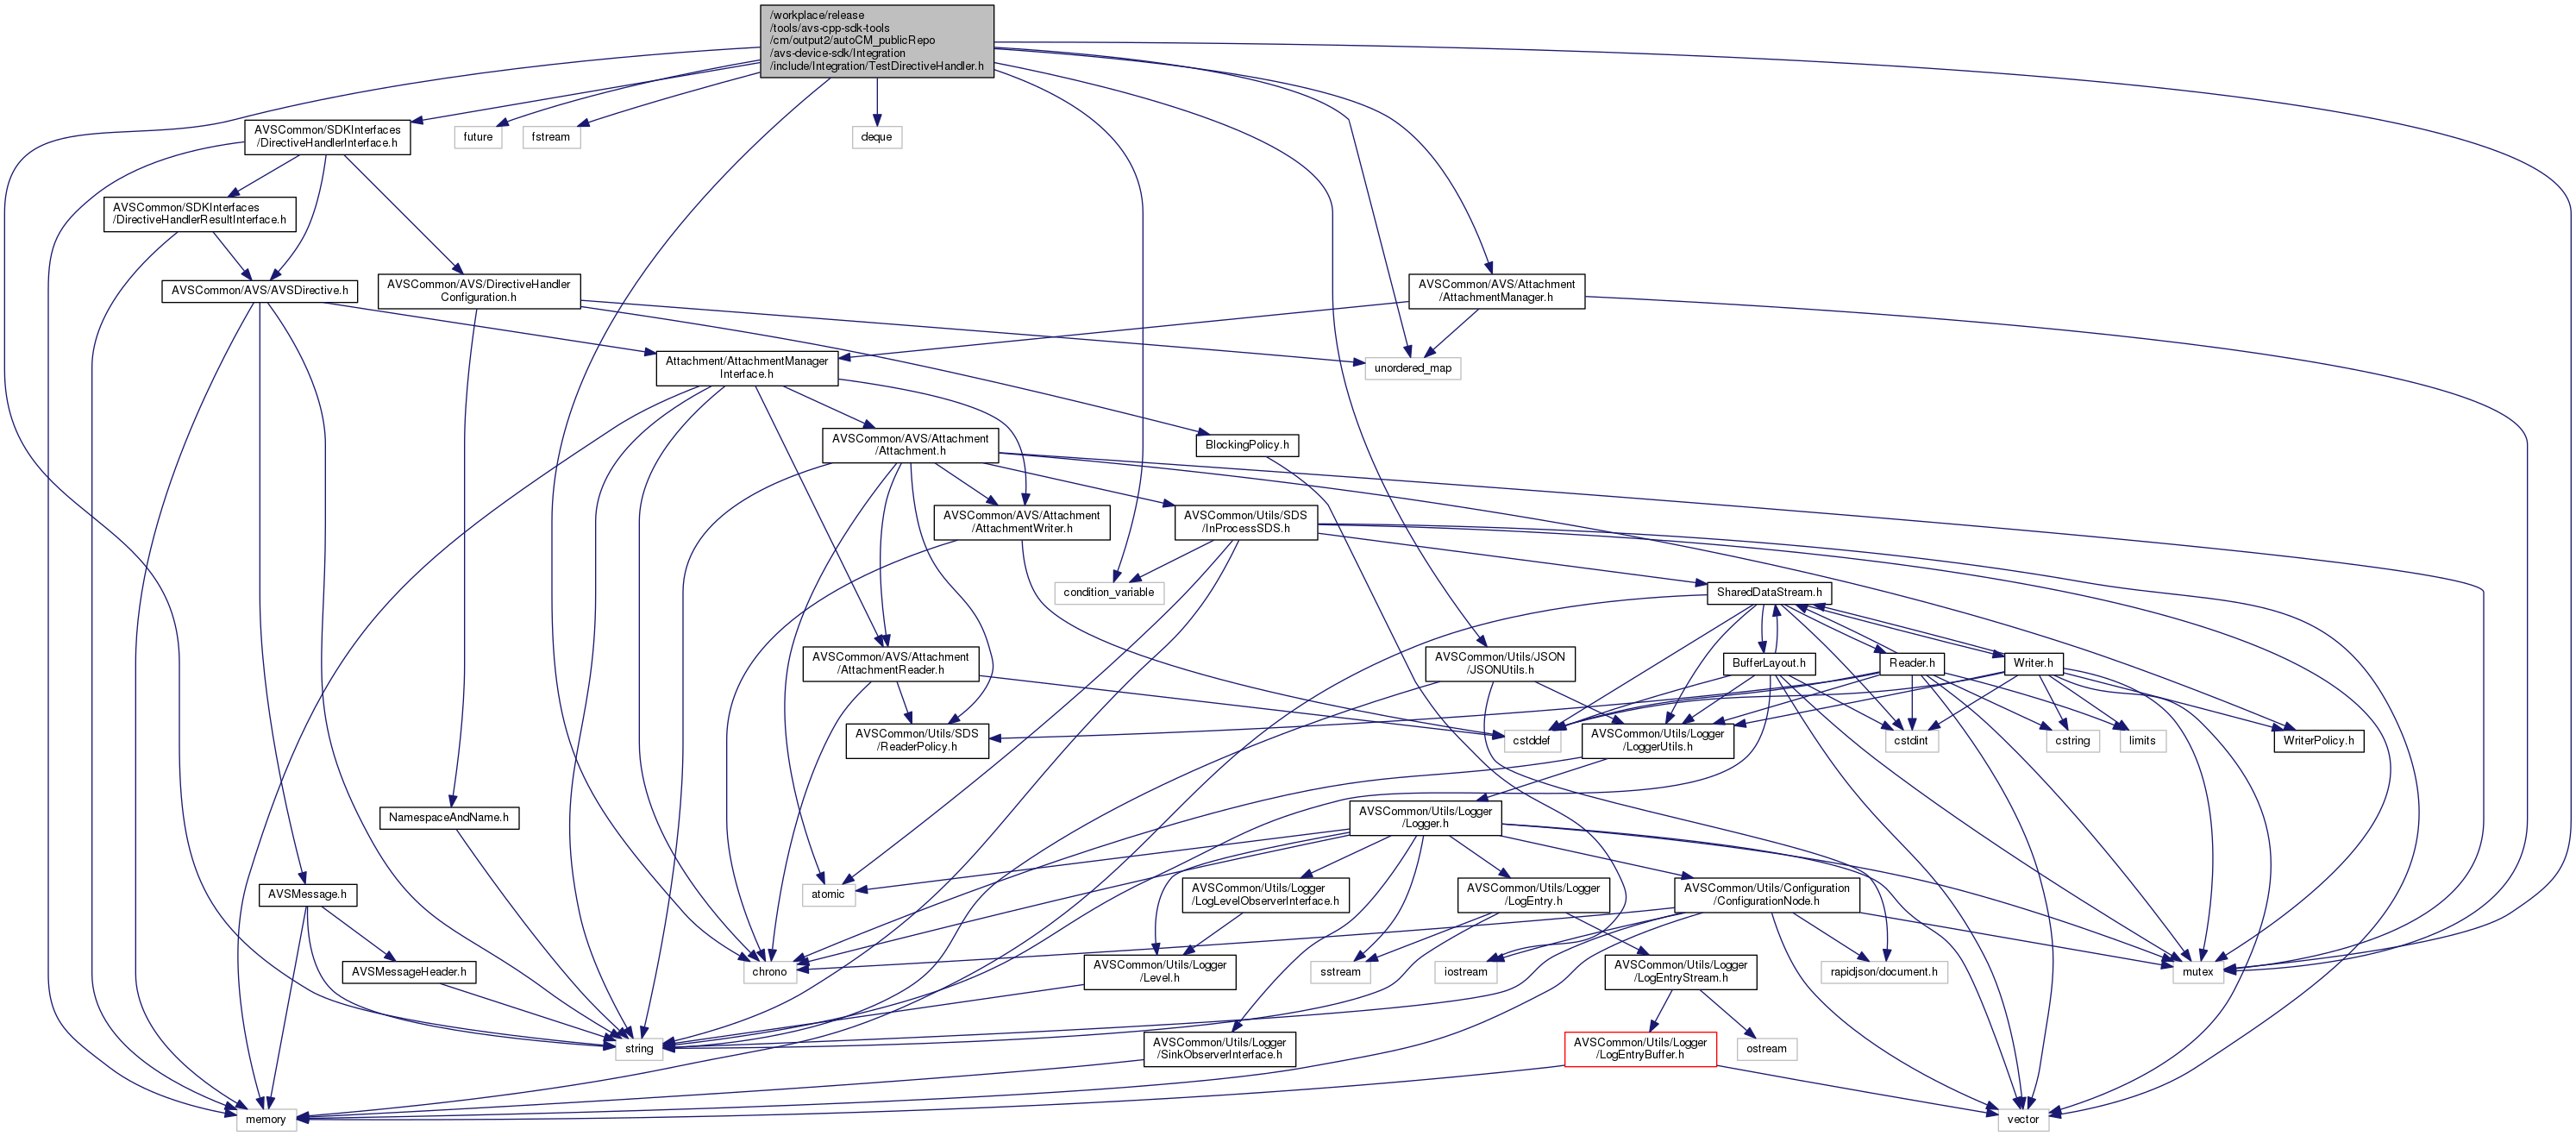 /workplace/release
/tools/avs-cpp-sdk-tools
/cm/output2/autoCM_publicRepo
/avs-device-sdk/Integration
/include/Integration/TestDirectiveHandler.h
AVSCommon/SDKInterfaces
/DirectiveHandlerInterface.h
future
fstream
deque
AVSCommon/SDKInterfaces
/DirectiveHandlerResultInterface.h
AVSCommon/AVS/AVSDirective.h
AVSCommon/AVS/DirectiveHandler
Configuration.h
AVSCommon/AVS/Attachment
/AttachmentManager.h
Attachment/AttachmentManager
Interface.h
unordered_map
AVSCommon/AVS/Attachment
/Attachment.h
BlockingPolicy.h
AVSCommon/AVS/Attachment
/AttachmentWriter.h
AVSCommon/Utils/SDS
/InProcessSDS.h
condition_variable
SharedDataStream.h
AVSCommon/AVS/Attachment
/AttachmentReader.h
AVSCommon/Utils/JSON
/JSONUtils.h
BufferLayout.h
Reader.h
Writer.h
AVSCommon/Utils/SDS
/ReaderPolicy.h
cstddef
AVSCommon/Utils/Logger
/LoggerUtils.h
cstdint
cstring
limits
WriterPolicy.h
NamespaceAndName.h
AVSCommon/Utils/Logger
/Logger.h
AVSMessage.h
atomic
AVSCommon/Utils/Logger
/LogLevelObserverInterface.h
AVSCommon/Utils/Logger
/LogEntry.h
AVSCommon/Utils/Configuration
/ConfigurationNode.h
AVSMessageHeader.h
chrono
AVSCommon/Utils/Logger
/Level.h
sstream
iostream
AVSCommon/Utils/Logger
/LogEntryStream.h
rapidjson/document.h
mutex
string
AVSCommon/Utils/Logger
/SinkObserverInterface.h
AVSCommon/Utils/Logger
/LogEntryBuffer.h
ostream
memory
vector